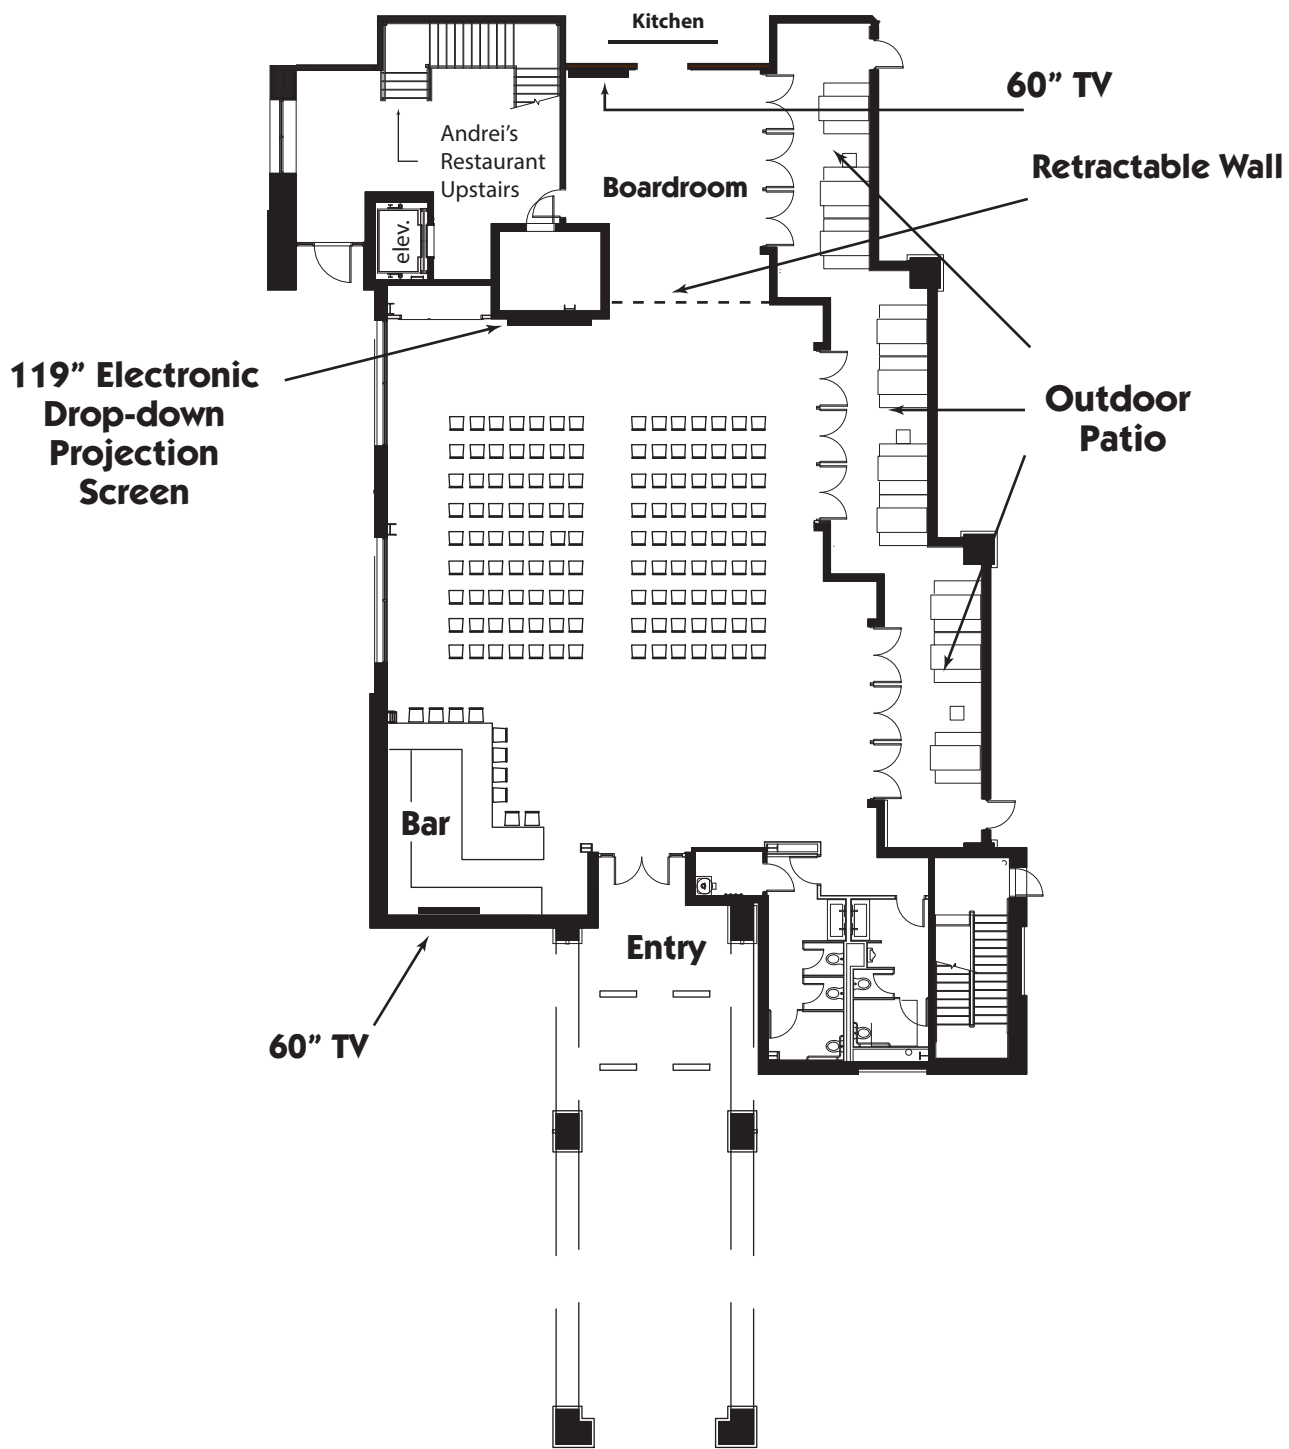 Kitchen
60” TV
Retractable Wall
Andrei’s
Restaurant
Upstairs
Boardroom
elev.
119” Electronic
Drop-down
Projection
Screen
Outdoor
Patio
Bar
Entry
60” TV